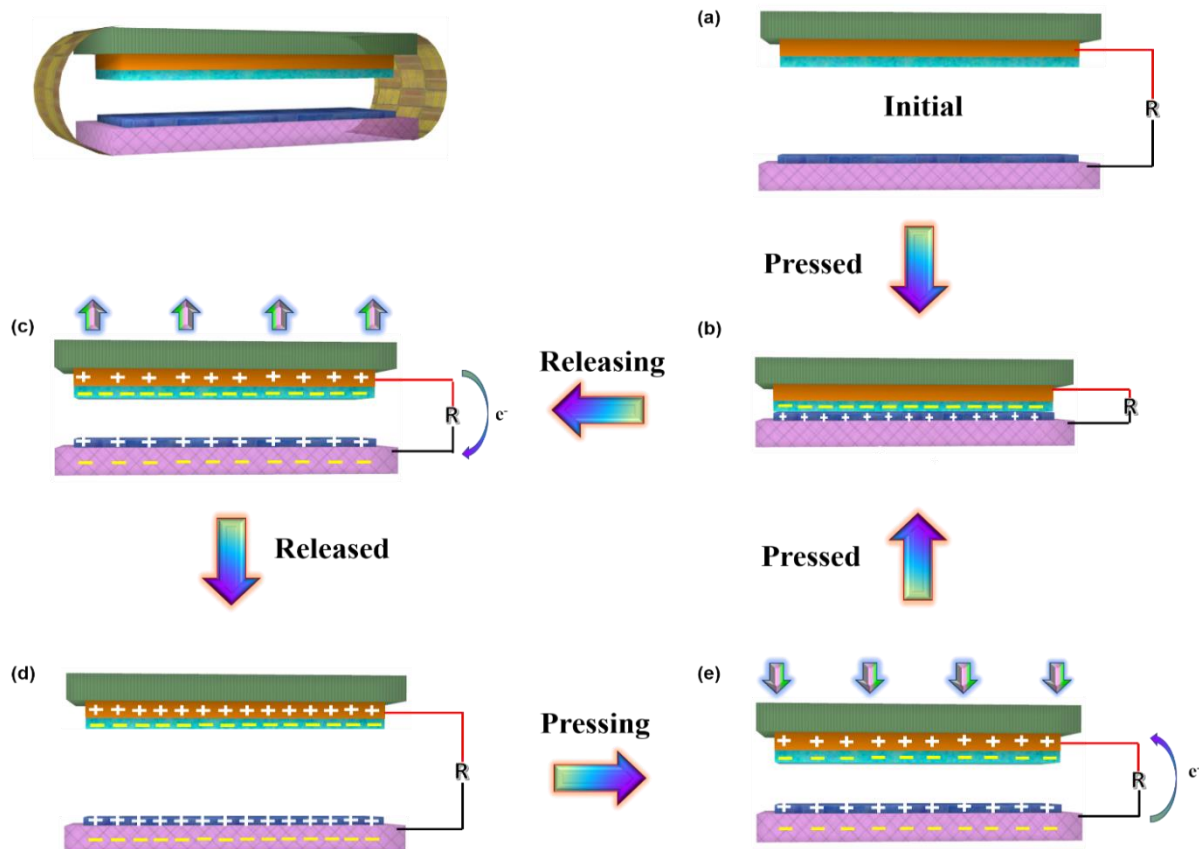 (a)
Initial
R
Pressed
(b)
R
Releasing
(c)
R
e-
Released
Pressed
(d)
R
Pressing
(e)
R
e-